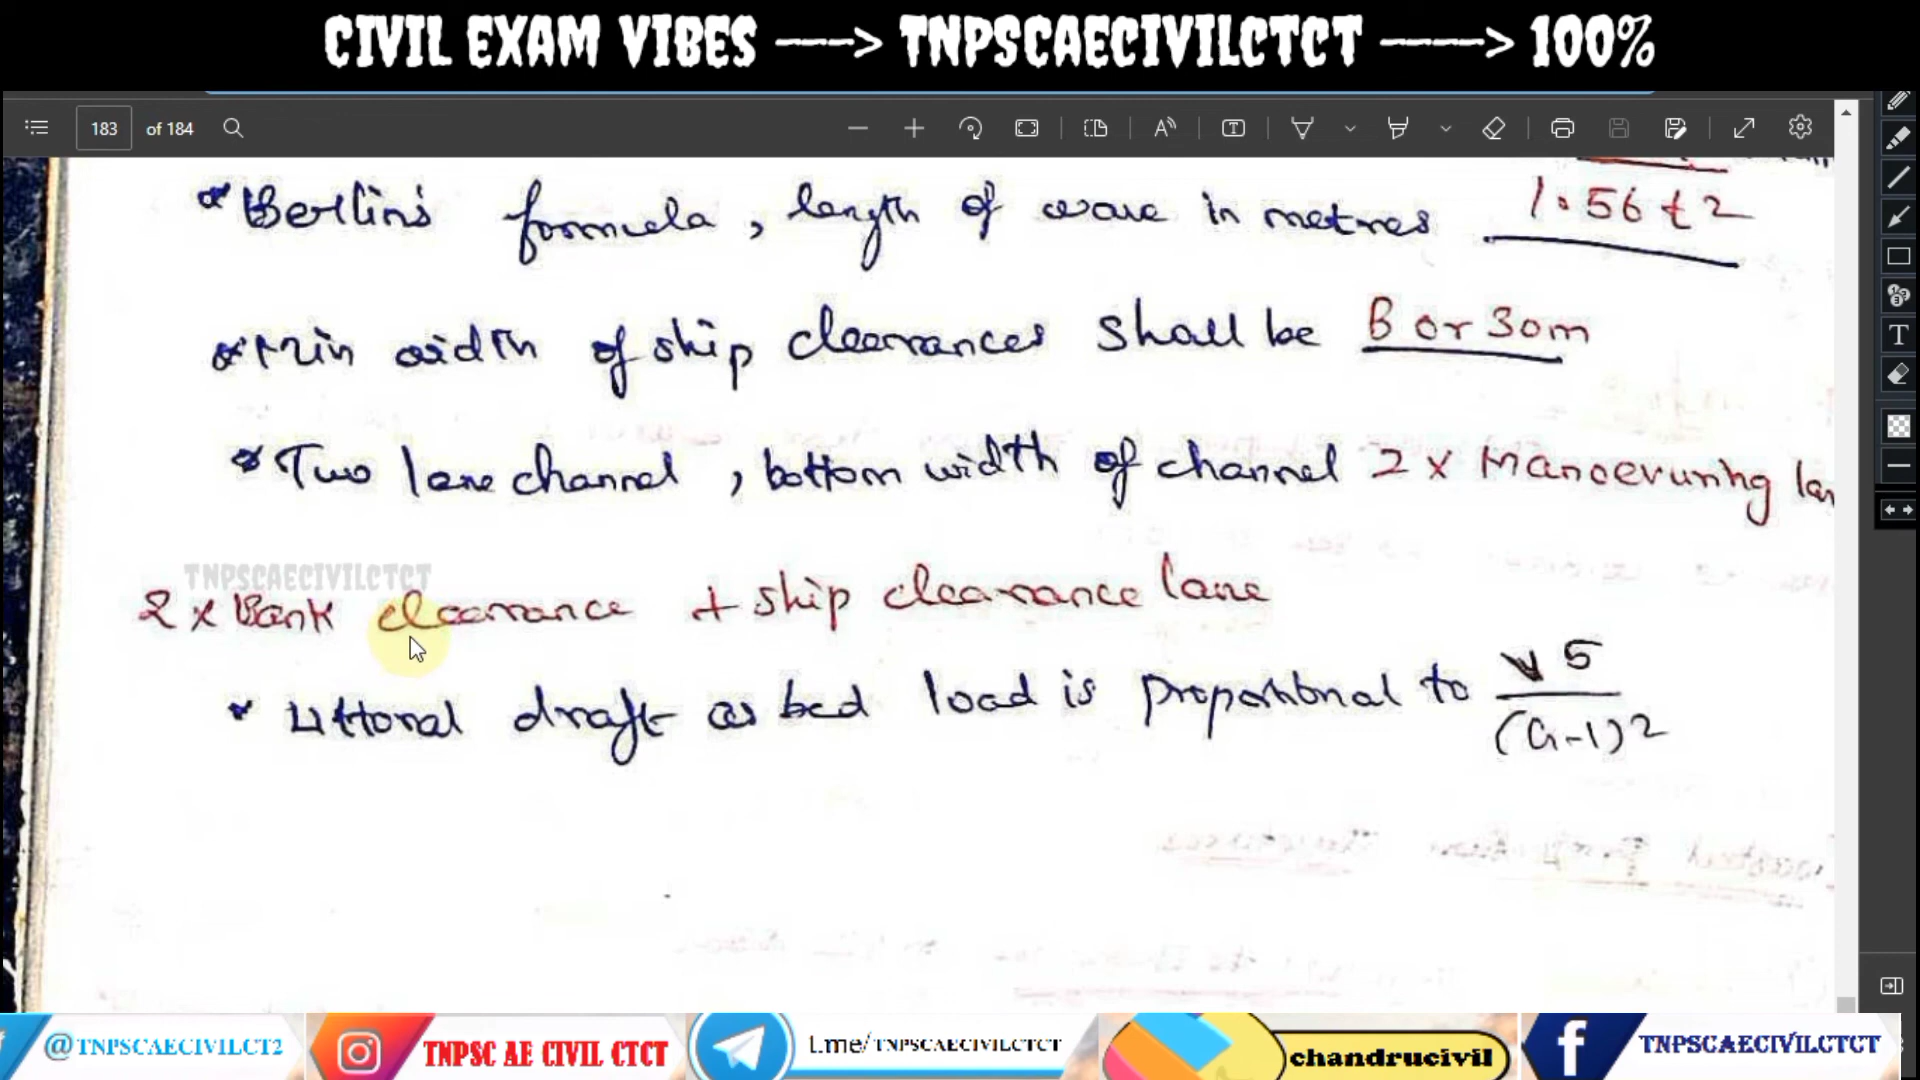 CIVIL EXAM VIBES ---> TNPSCAECIVILCTCT ----> 100%
183 of 184
* Berlin's formula, length of wave in metres 1.56 t2
* Min width of ship clearances shall be B or 30m
* Two lane channel, bottom width of channel 2 x Manoevuring lan
TNPSCAECIVILCTCT
2 x Bank clearance + ship clearance lane
* Littoral draft as bed load is proportional to V5/(G-1)2
@TNPSCAECIVILCT2
TNPSC AE CIVIL CTCT
t.me/TNPSCAECIVILCTCT
chandrucivil
TNPSCAECIVILCTCT